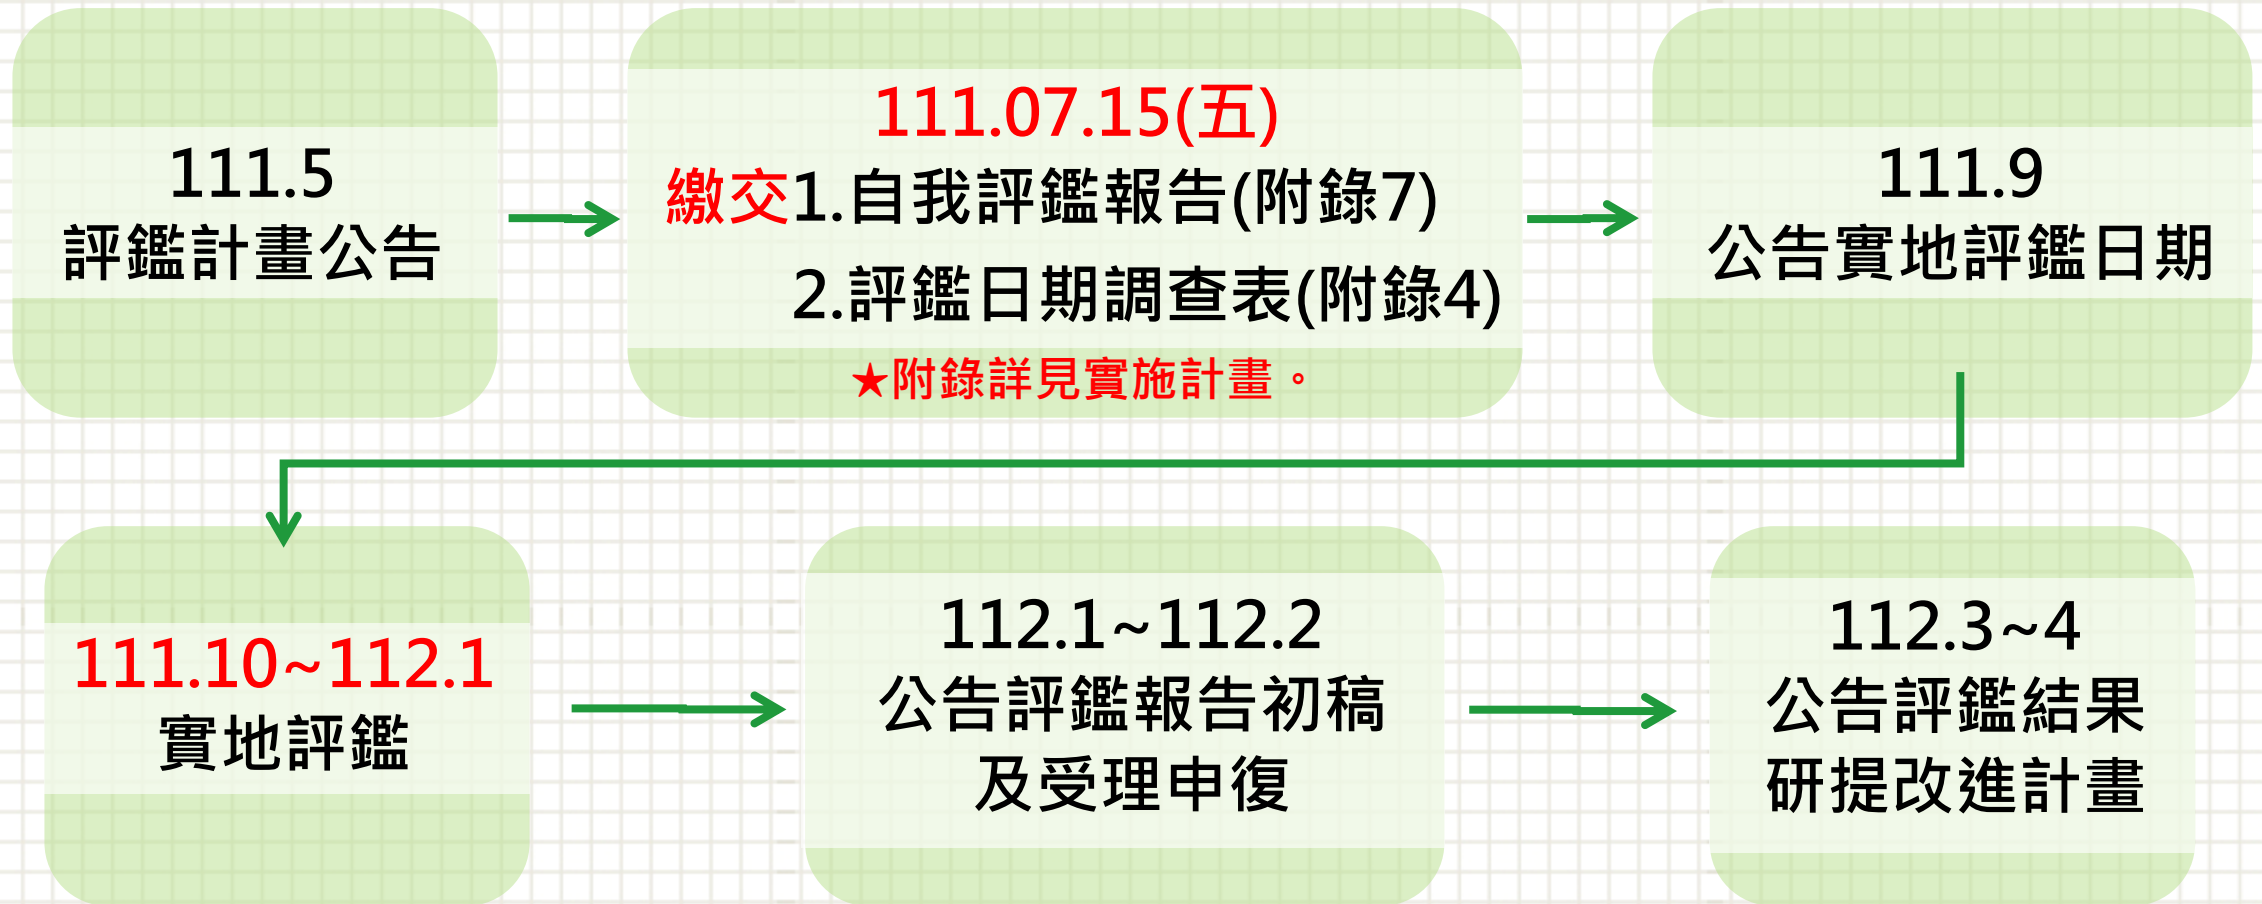 111.5
評鑑計畫公告
111.07.15(五)
繳交1.自我評鑑報告(附錄7)
2.評鑑日期調查表(附錄4)
★附錄詳見實施計畫。
111.9
公告實地評鑑日期
111.10~112.1
實地評鑑
112.1~112.2
公告評鑑報告初稿
及受理申復
112.3~4
公告評鑑結果
研提改進計畫